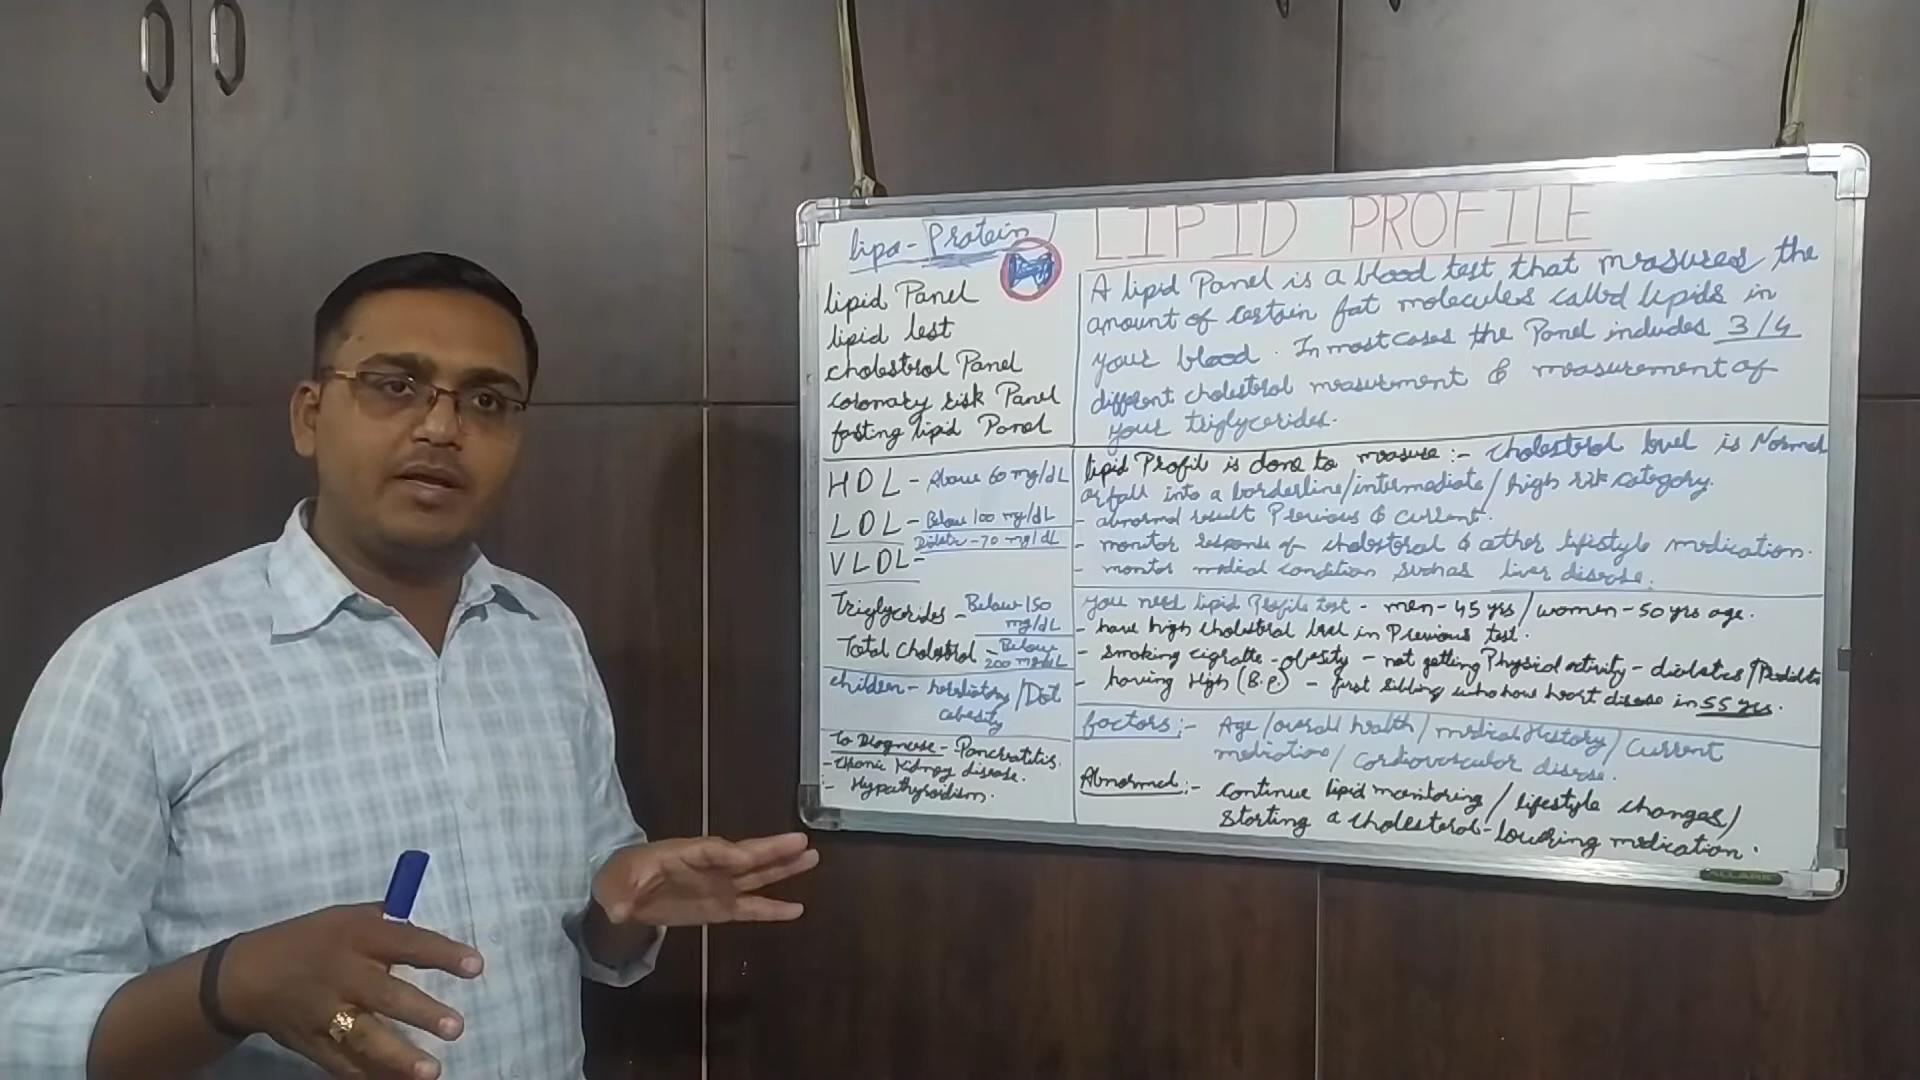 LIPID PROFILE
lipo-Protein
lipid Panel
lipid test
cholestrol Panel
coronary risk Panel
fasting lipid Panel
A lipid Panel is a blood test that measures the
amount of certain fat molecules called lipids in
your blood. In most cases the Panel includes 3/4
different cholestrol measurement & measurement of
your triglycerides.
HDL - Above 60 mg/dL
LDL - Below 100 mg/dL
- 70 mg/dL
VLDL -
Triglycerides - Below 150
mg/dL
Total cholestrol - Below
200 mg/dL
lipid Profil is done to measure :- cholestrol level is Normal
or fall into a borderline/intermediate/high risk category.
- abnormal result Previous & current.
- monitor response of cholestrol & other lifestyle medication.
- monitor medical condition such as liver disease.
you need lipid Profile test - men - 45 yrs/women - 50 yrs age.
- have high cholestrol level in Previous test.
- smoking cigratte - obesity - not getting Physical activity - diabetes/
- having High (B.P.) - first sibling who have heart disease in 55 yrs.
children - /Diet
obesity
To Diagnose - Pancratitis.
- chronic Kidney disease.
- Hypothyroidism.
factors :- Age/overall health/medical History/Current
medication/Cardiovascular disease.
Abnormal :- continue lipid monitoring/lifestyle changes/
Starting a cholesterol-lowering medication.